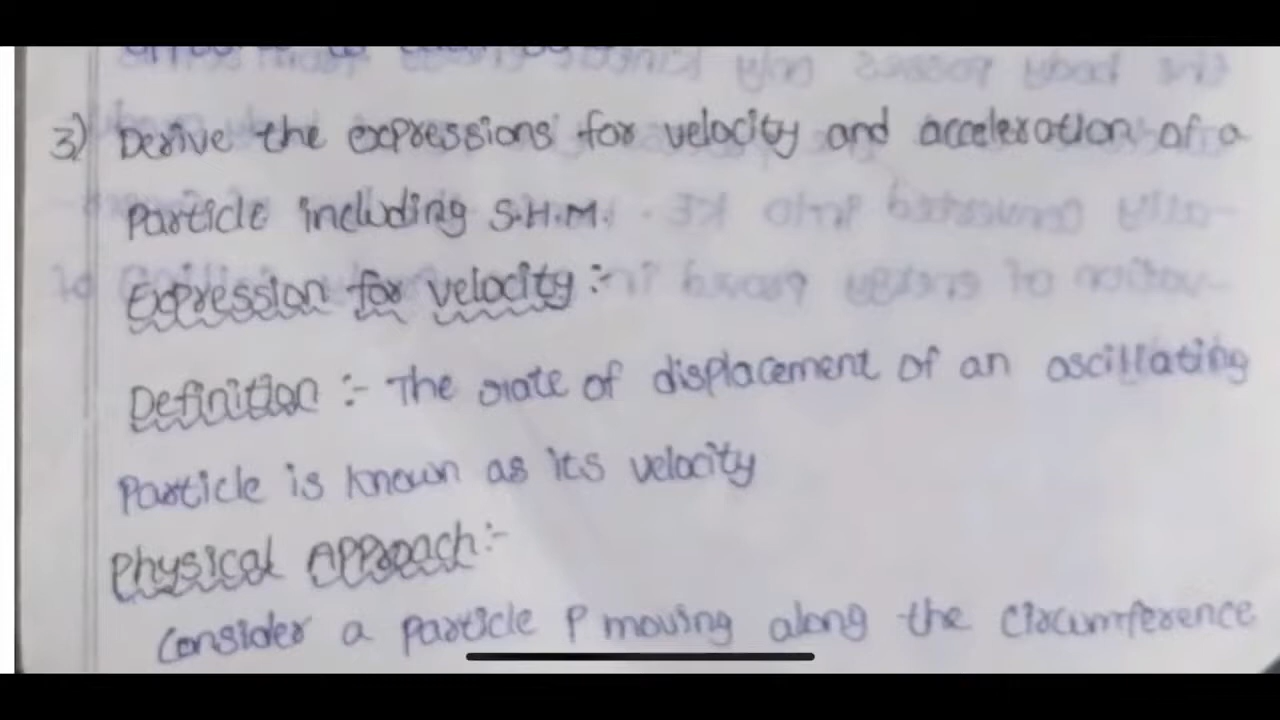 3) Derive the expressions for velocity and acceleration of a
Particle including S.H.M.
Expression for velocity :-
Definition :- The rate of displacement of an oscillating
Particle is known as its velocity
Physical Approach :-
Consider a particle P moving along the circumference